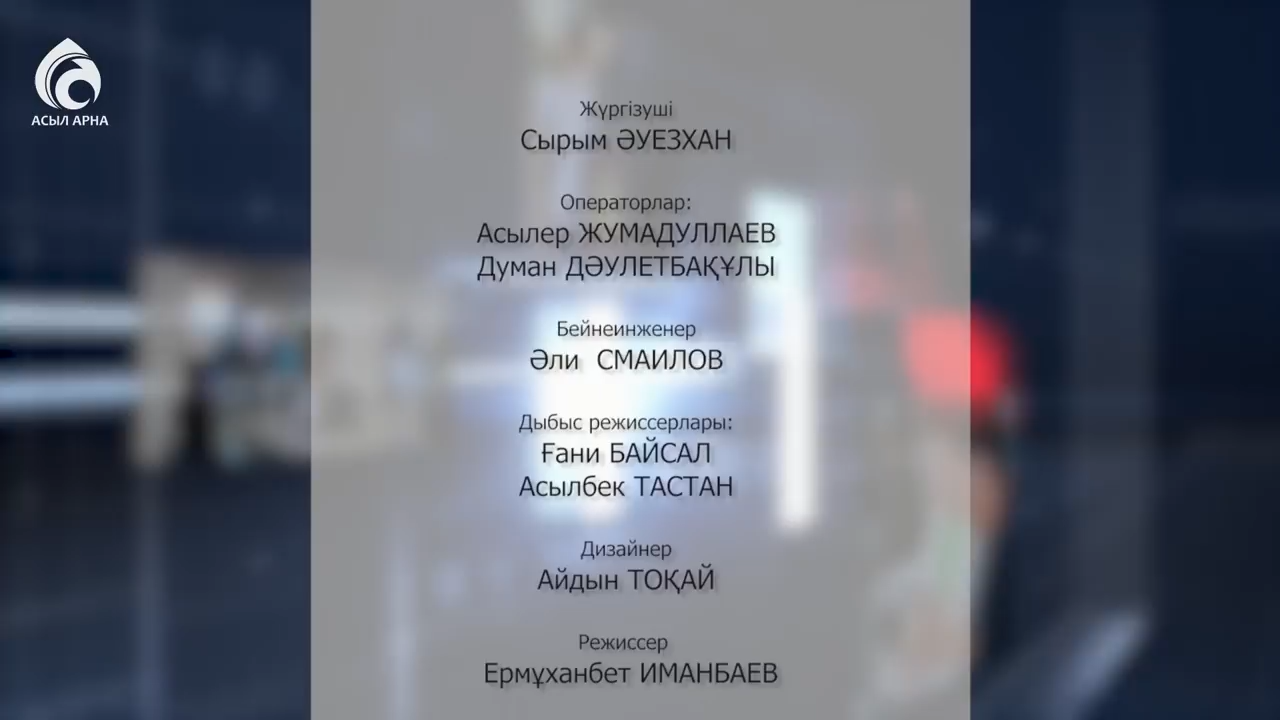 АСЫЛ АРНА
Жүргізуші
Сырым ӘУЕЗХАН
Операторлар:
Асылер ЖУМАДУЛЛАЕВ
Думан ДӘУЛЕТБАҚҰЛЫ
Бейнеинженер
Әли СМАИЛОВ
Дыбыс режиссерлары:
Ғани БАЙСАЛ
Асылбек ТАСТАН
Дизайнер
Айдын ТОҚАЙ
Режиссер
Ермұханбет ИМАНБАЕВ